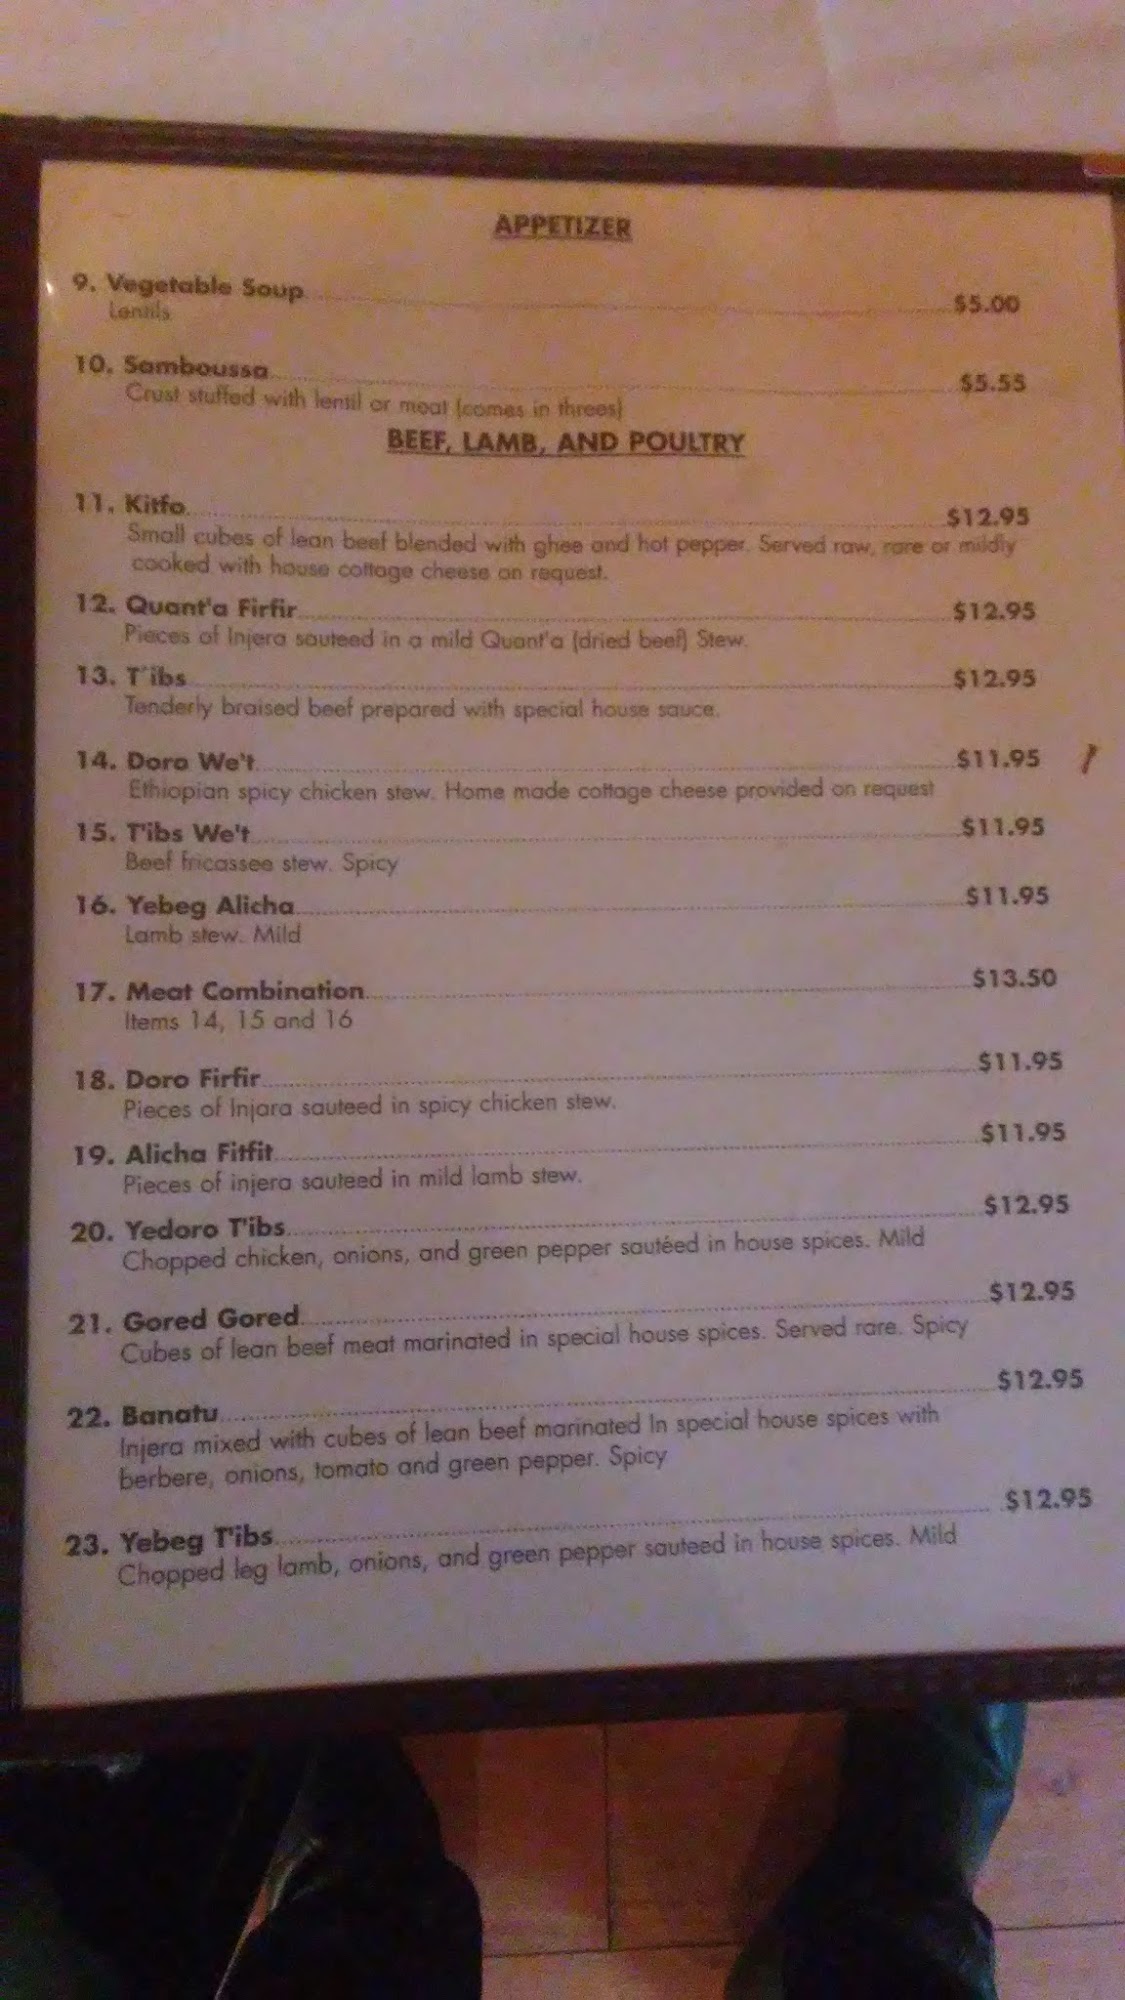 APPETIZER
9. Vegetable Soup $5.00
Lentils
10. Samboussa $5.55
Crust stuffed with lentil or meat (comes in threes)
BEEF, LAMB, AND POULTRY
11. Kitfo $12.95
Small cubes of lean beef blended with ghee and hot pepper. Served raw, rare or mildly
cooked with house cottage cheese on request.
12. Quant'a Firfir $12.95
Pieces of Injera sauteed in a mild Quant'a (dried beef) Stew.
13. T'ibs $12.95
Tenderly braised beef prepared with special house sauce.
14. Doro We't $11.95
Ethiopian spicy chicken stew. Home made cottage cheese provided on request
15. T'ibs We't $11.95
Beef fricassee stew. Spicy
16. Yebeg Alicha $11.95
Lamb stew. Mild
17. Meat Combination $13.50
Items 14, 15 and 16
18. Doro Firfir $11.95
Pieces of Injara sauteed in spicy chicken stew.
19. Alicha Fitfit $11.95
Pieces of injera sauteed in mild lamb stew.
20. Yedoro T'ibs $12.95
Chopped chicken, onions, and green pepper sautéed in house spices. Mild
21. Gored Gored $12.95
Cubes of lean beef meat marinated in special house spices. Served rare. Spicy
22. Banatu $12.95
Injera mixed with cubes of lean beef marinated In special house spices with
berbere, onions, tomato and green pepper. Spicy
23. Yebeg T'ibs $12.95
Chopped leg lamb, onions, and green pepper sauteed in house spices. Mild